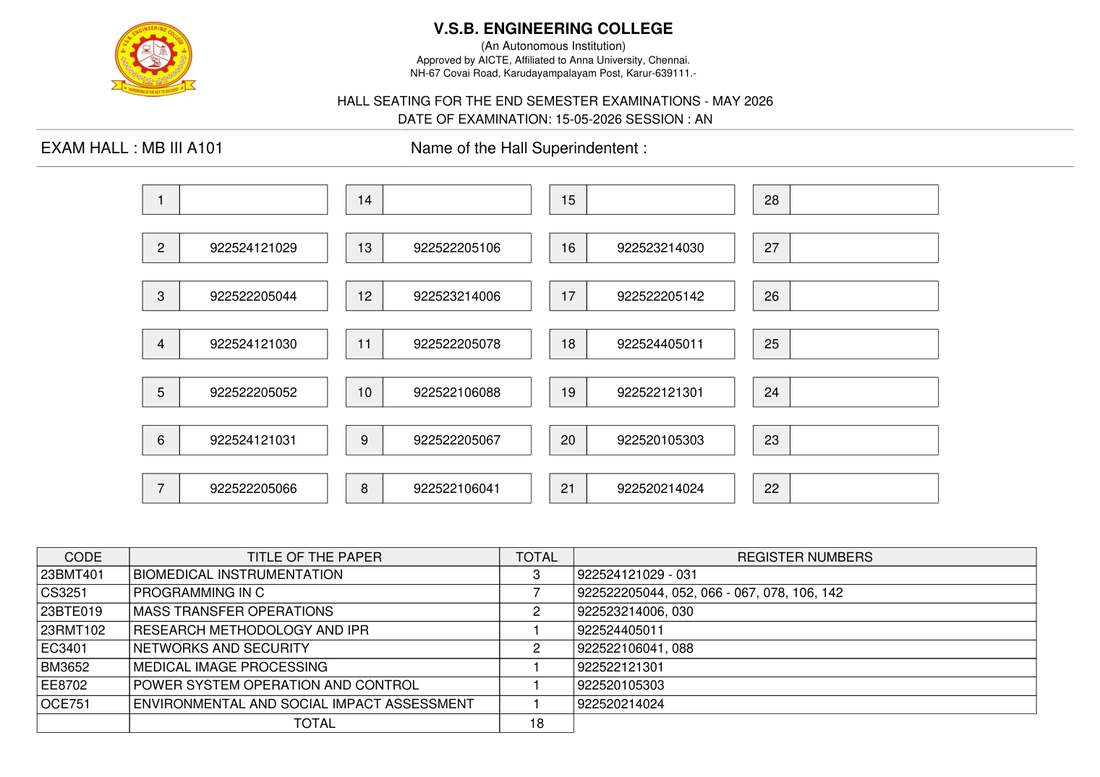 V.S.B. ENGINEERING COLLEGE
(An Autonomous Institution)
Approved by AICTE, Affiliated to Anna University, Chennai.
NH-67 Covai Road, Karudayampalayam Post, Karur-639111.-
HALL SEATING FOR THE END SEMESTER EXAMINATIONS - MAY 2026
DATE OF EXAMINATION: 15-05-2026 SESSION : AN
EXAM HALL : MB III A101 Name of the Hall Superindentent :
1 14 15 28
2 922524121029 13 922522205106 16 922523214030 27
3 922522205044 12 922523214006 17 922522205142 26
4 922524121030 11 922522205078 18 922524405011 25
5 922522205052 10 922522106088 19 922522121301 24
6 922524121031 9 922522205067 20 922520105303 23
7 922522205066 8 922522106041 21 922520214024 22
CODE TITLE OF THE PAPER TOTAL REGISTER NUMBERS
23BMT401 BIOMEDICAL INSTRUMENTATION 3 922524121029 - 031
CS3251 PROGRAMMING IN C 7 922522205044, 052, 066 - 067, 078, 106, 142
23BTE019 MASS TRANSFER OPERATIONS 2 922523214006, 030
23RMT102 RESEARCH METHODOLOGY AND IPR 1 922524405011
EC3401 NETWORKS AND SECURITY 2 922522106041, 088
BM3652 MEDICAL IMAGE PROCESSING 1 922522121301
EE8702 POWER SYSTEM OPERATION AND CONTROL 1 922520105303
OCE751 ENVIRONMENTAL AND SOCIAL IMPACT ASSESSMENT 1 922520214024
TOTAL 18